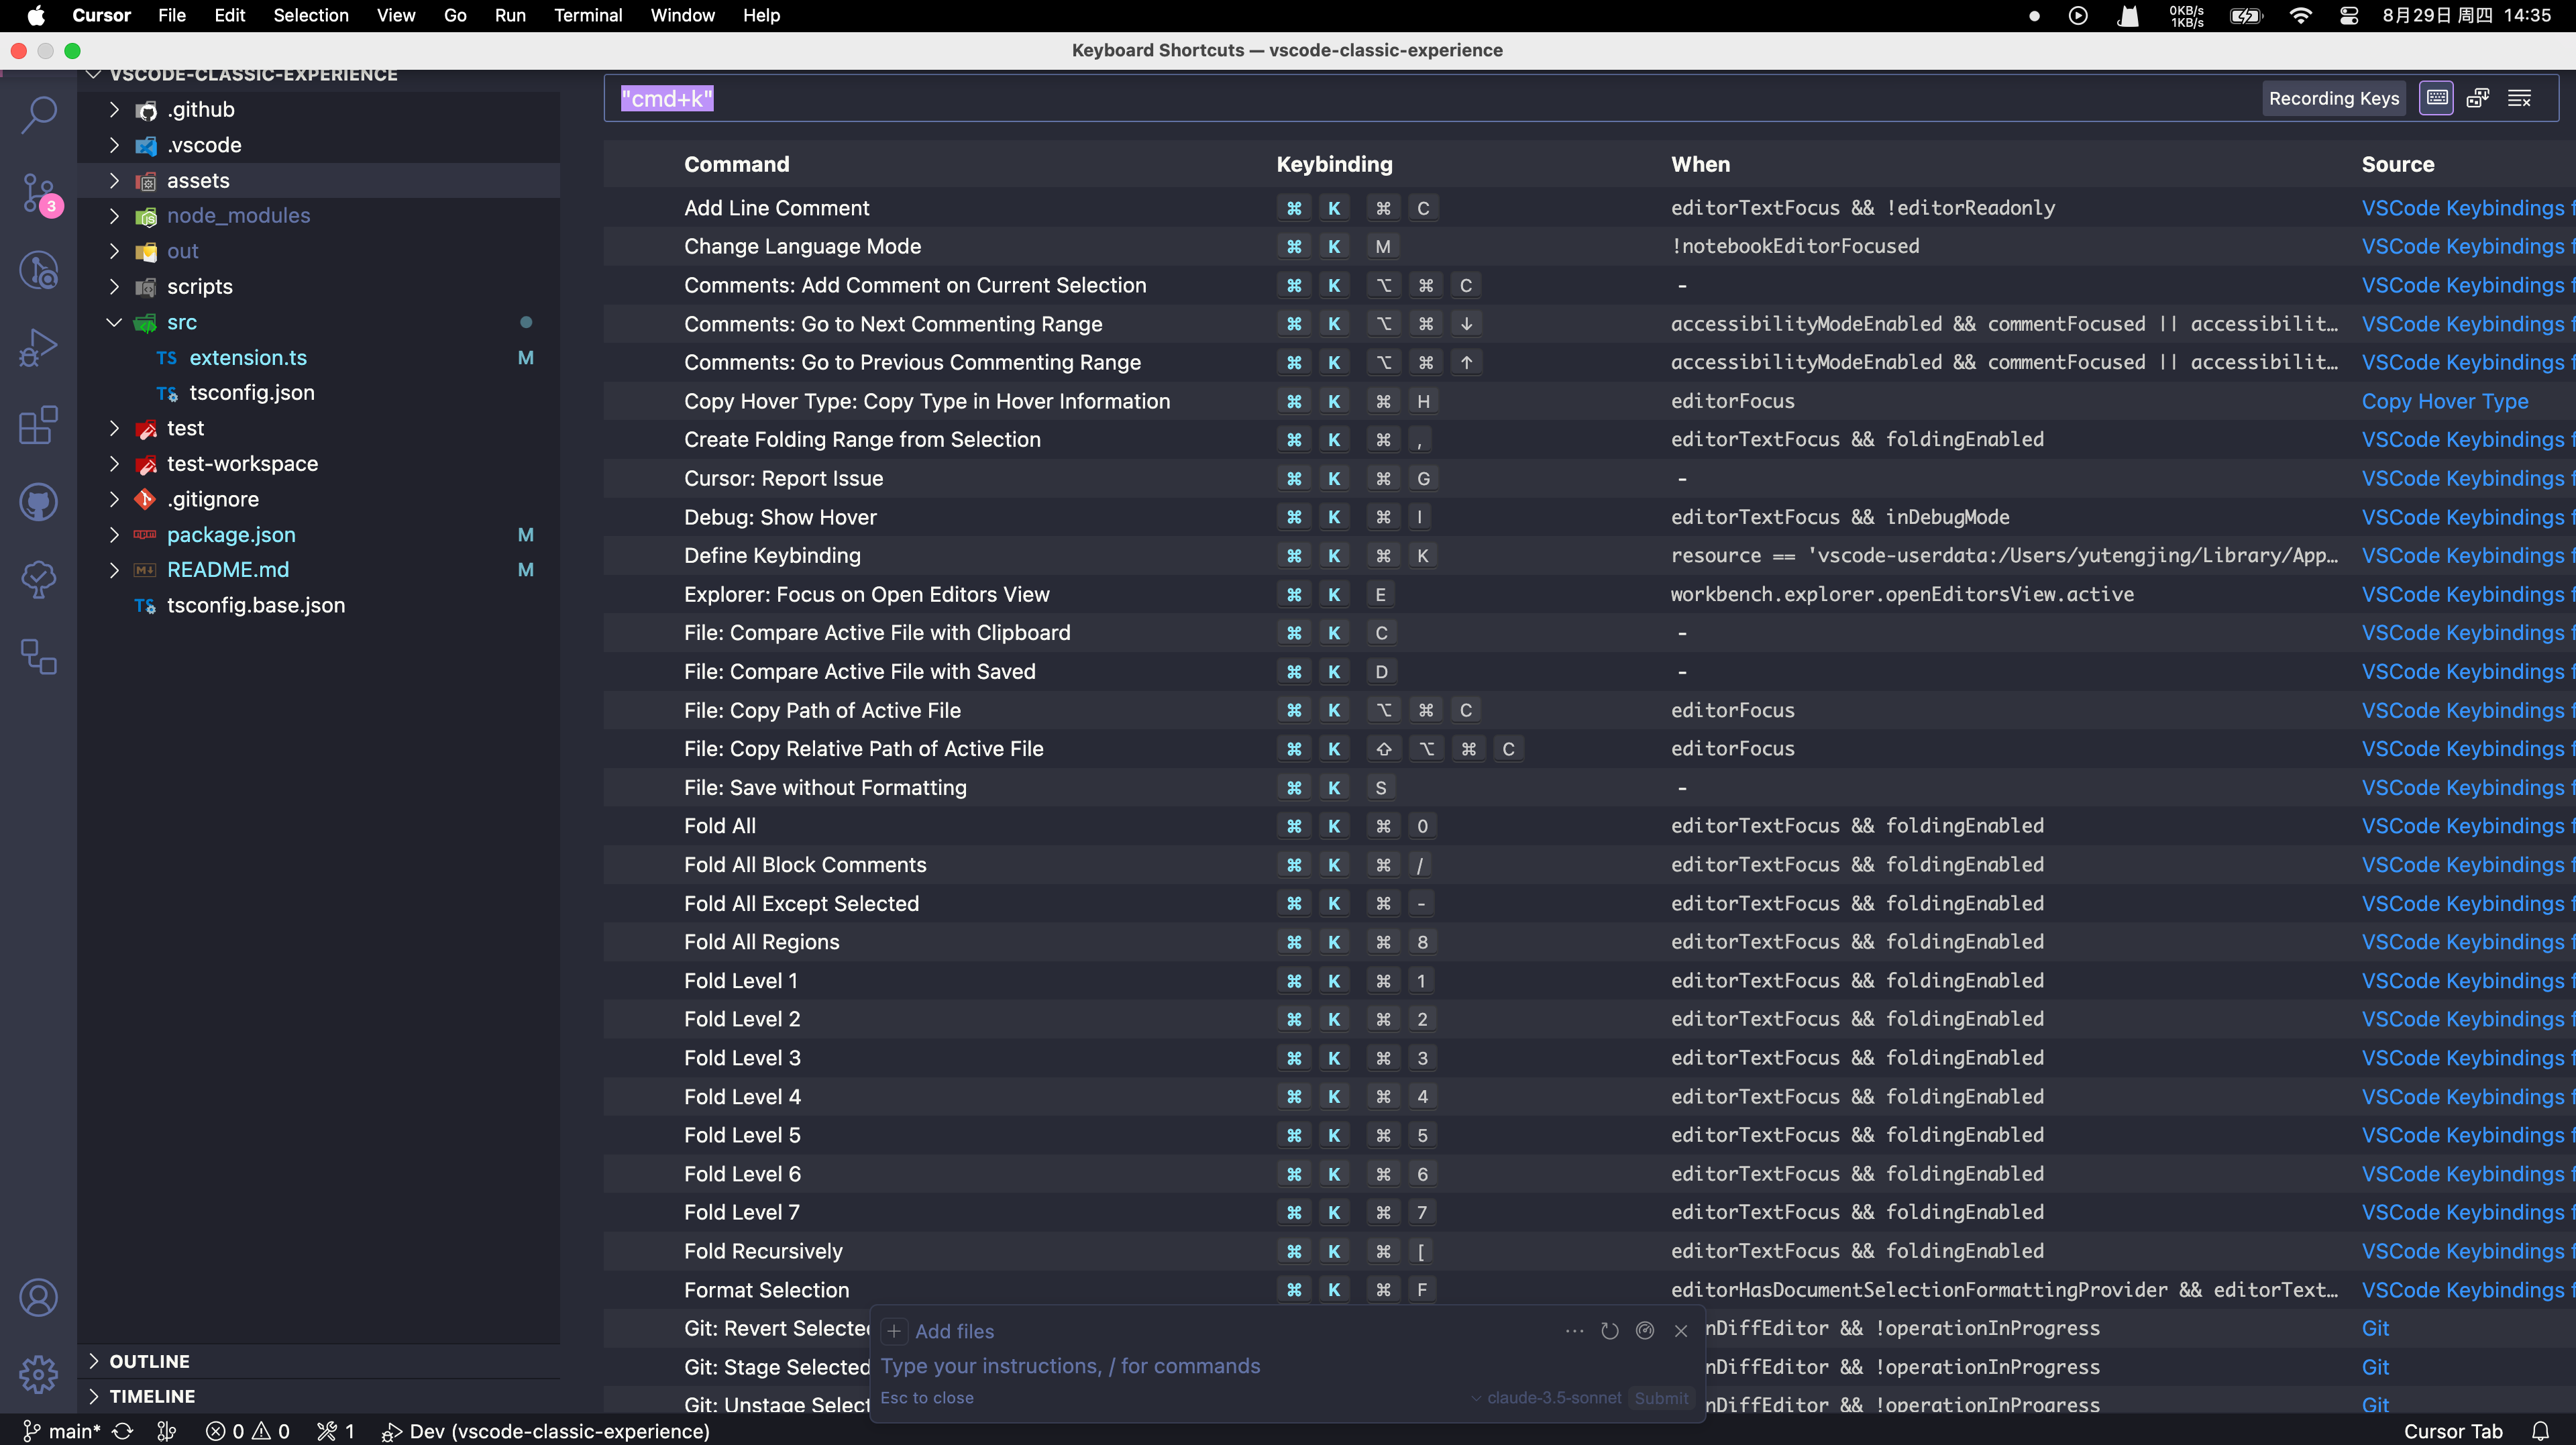 Cursor File Edit Selection View Go Run Terminal Window Help 0KB/s 1KB/s 8月29日 周四 14:35
Keyboard Shortcuts — vscode-classic-experience
VSCODE-CLASSIC-EXPERIENCE
.github
.vscode
assets
node_modules
out
scripts
src
TS extension.ts M
TS tsconfig.json
test
test-workspace
.gitignore
package.json M
README.md M
TS tsconfig.base.json
3
OUTLINE
TIMELINE
"cmd+k" Recording Keys
Command Keybinding When Source
Add Line Comment ⌘ K ⌘ C editorTextFocus && !editorReadonly VSCode Keybindings f
Change Language Mode ⌘ K M !notebookEditorFocused VSCode Keybindings f
Comments: Add Comment on Current Selection ⌘ K ⌥ ⌘ C - VSCode Keybindings f
Comments: Go to Next Commenting Range ⌘ K ⌥ ⌘ ↓ accessibilityModeEnabled && commentFocused || accessibilit… VSCode Keybindings f
Comments: Go to Previous Commenting Range ⌘ K ⌥ ⌘ ↑ accessibilityModeEnabled && commentFocused || accessibilit… VSCode Keybindings f
Copy Hover Type: Copy Type in Hover Information ⌘ K ⌘ H editorFocus Copy Hover Type
Create Folding Range from Selection ⌘ K ⌘ , editorTextFocus && foldingEnabled VSCode Keybindings f
Cursor: Report Issue ⌘ K ⌘ G - VSCode Keybindings f
Debug: Show Hover ⌘ K ⌘ I editorTextFocus && inDebugMode VSCode Keybindings f
Define Keybinding ⌘ K ⌘ K resource == 'vscode-userdata:/Users/yutengjing/Library/App… VSCode Keybindings f
Explorer: Focus on Open Editors View ⌘ K E workbench.explorer.openEditorsView.active VSCode Keybindings f
File: Compare Active File with Clipboard ⌘ K C - VSCode Keybindings f
File: Compare Active File with Saved ⌘ K D - VSCode Keybindings f
File: Copy Path of Active File ⌘ K ⌥ ⌘ C editorFocus VSCode Keybindings f
File: Copy Relative Path of Active File ⌘ K ⇧ ⌥ ⌘ C editorFocus VSCode Keybindings f
File: Save without Formatting ⌘ K S - VSCode Keybindings f
Fold All ⌘ K ⌘ 0 editorTextFocus && foldingEnabled VSCode Keybindings f
Fold All Block Comments ⌘ K ⌘ / editorTextFocus && foldingEnabled VSCode Keybindings f
Fold All Except Selected ⌘ K ⌘ - editorTextFocus && foldingEnabled VSCode Keybindings f
Fold All Regions ⌘ K ⌘ 8 editorTextFocus && foldingEnabled VSCode Keybindings f
Fold Level 1 ⌘ K ⌘ 1 editorTextFocus && foldingEnabled VSCode Keybindings f
Fold Level 2 ⌘ K ⌘ 2 editorTextFocus && foldingEnabled VSCode Keybindings f
Fold Level 3 ⌘ K ⌘ 3 editorTextFocus && foldingEnabled VSCode Keybindings f
Fold Level 4 ⌘ K ⌘ 4 editorTextFocus && foldingEnabled VSCode Keybindings f
Fold Level 5 ⌘ K ⌘ 5 editorTextFocus && foldingEnabled VSCode Keybindings f
Fold Level 6 ⌘ K ⌘ 6 editorTextFocus && foldingEnabled VSCode Keybindings f
Fold Level 7 ⌘ K ⌘ 7 editorTextFocus && foldingEnabled VSCode Keybindings f
Fold Recursively ⌘ K ⌘ [ editorTextFocus && foldingEnabled VSCode Keybindings f
Format Selection ⌘ K ⌘ F editorHasDocumentSelectionFormattingProvider && editorText… VSCode Keybindings f
Git: Revert Selected nDiffEditor && !operationInProgress Git
Git: Stage Selected nDiffEditor && !operationInProgress Git
Git: Unstage Select nDiffEditor && !operationInProgress Git
Add files
Type your instructions, / for commands
Esc to close claude-3.5-sonnet Submit
main* 0 0 1 Dev (vscode-classic-experience) Cursor Tab